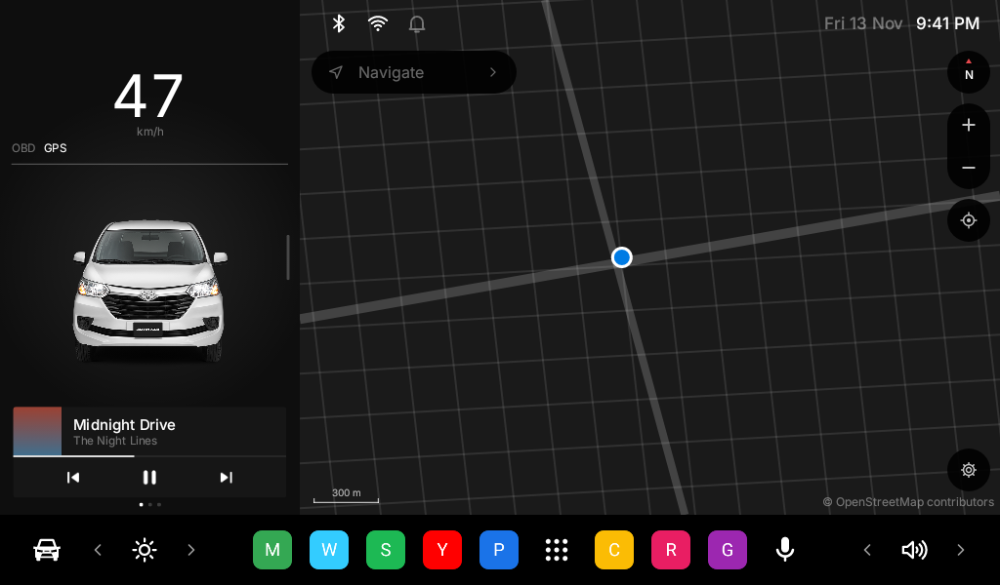 Fri 13 Nov 9:41 PM
47
km/h
OBD GPS
Navigate
N
Midnight Drive
The Night Lines
300 m
© OpenStreetMap contributors
M W S Y P C R G